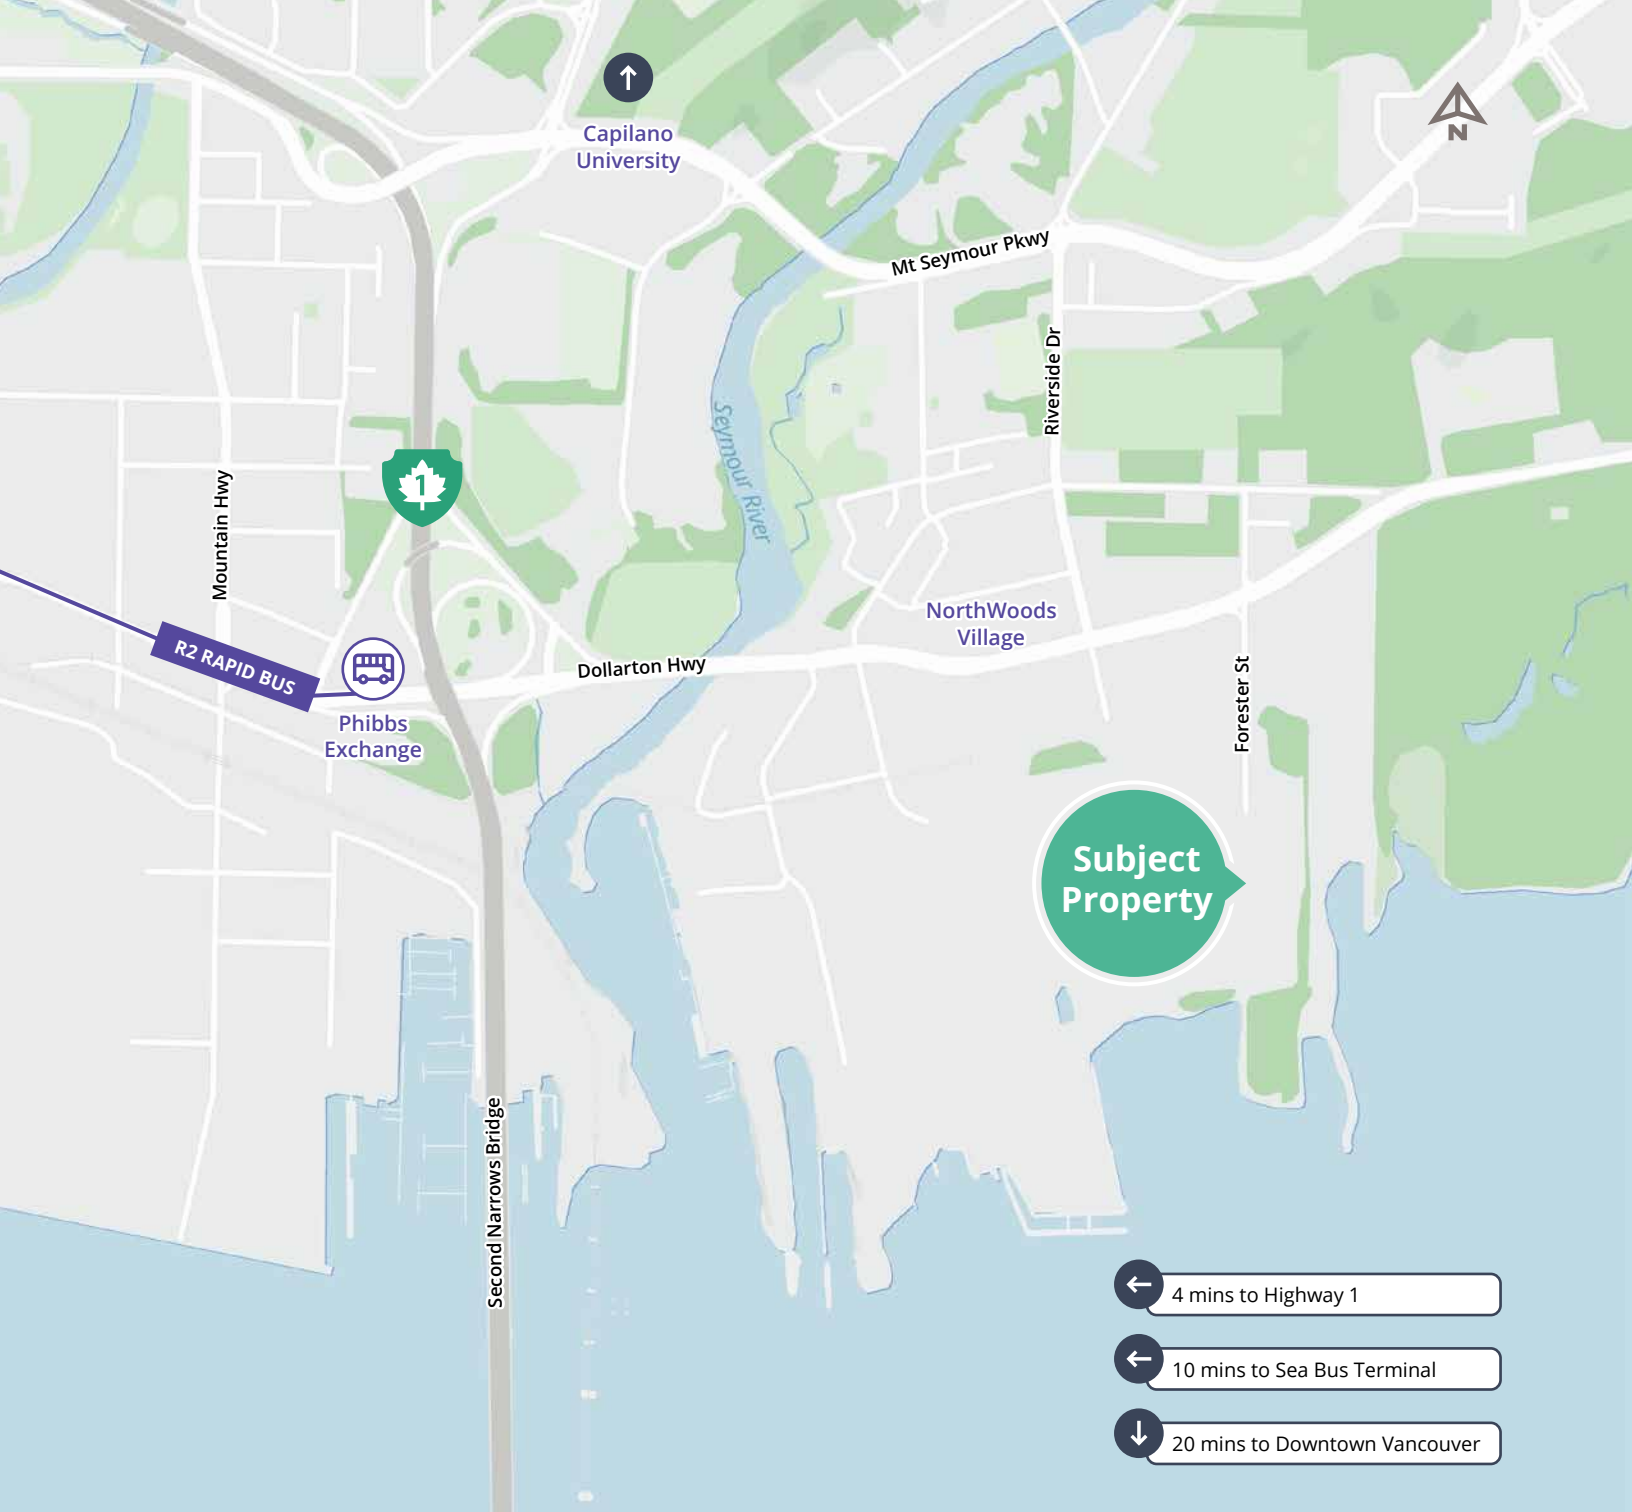 Capilano
University
N
Mt Seymour Pkwy
Riverside Dr
Seymour River
1
Mountain Hwy
NorthWoods
Village
R2 RAPID BUS
Dollarton Hwy
Forester St
Phibbs
Exchange
Subject
Property
Second Narrows Bridge
4 mins to Highway 1
10 mins to Sea Bus Terminal
20 mins to Downtown Vancouver